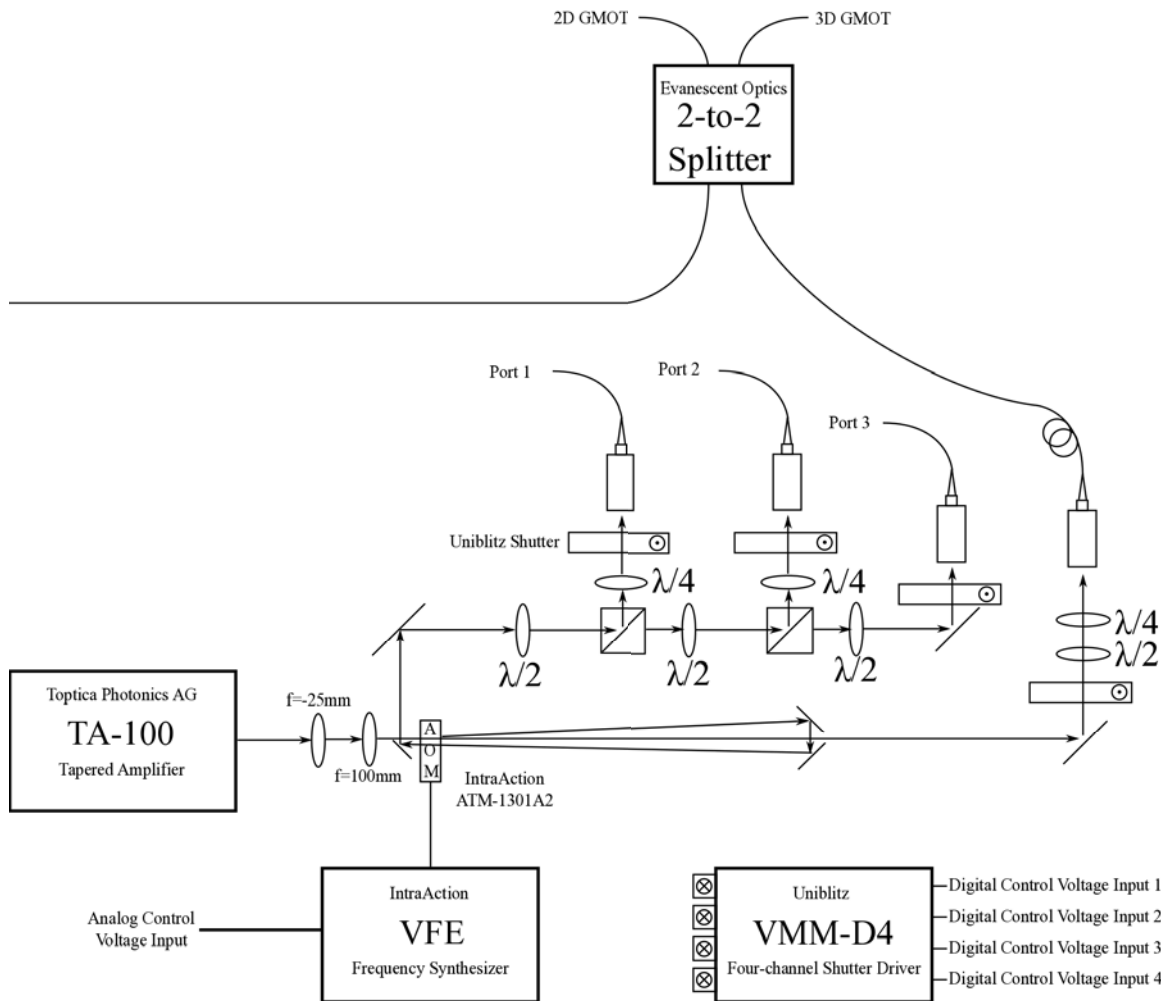 2D GMOT
3D GMOT
Evanescent Optics
2-to-2
Splitter
Port 1
Port 2
Port 3
Uniblitz Shutter
λ/4
λ/4
λ/4
λ/2
λ/2
λ/2
λ/2
Toptica Photonics AG
TA-100
Tapered Amplifier
f=-25mm
f=100mm
A
O
M
IntraAction
ATM-1301A2
Analog Control
Voltage Input
IntraAction
VFE
Frequency Synthesizer
Uniblitz
VMM-D4
Four-channel Shutter Driver
Digital Control Voltage Input 1
Digital Control Voltage Input 2
Digital Control Voltage Input 3
Digital Control Voltage Input 4